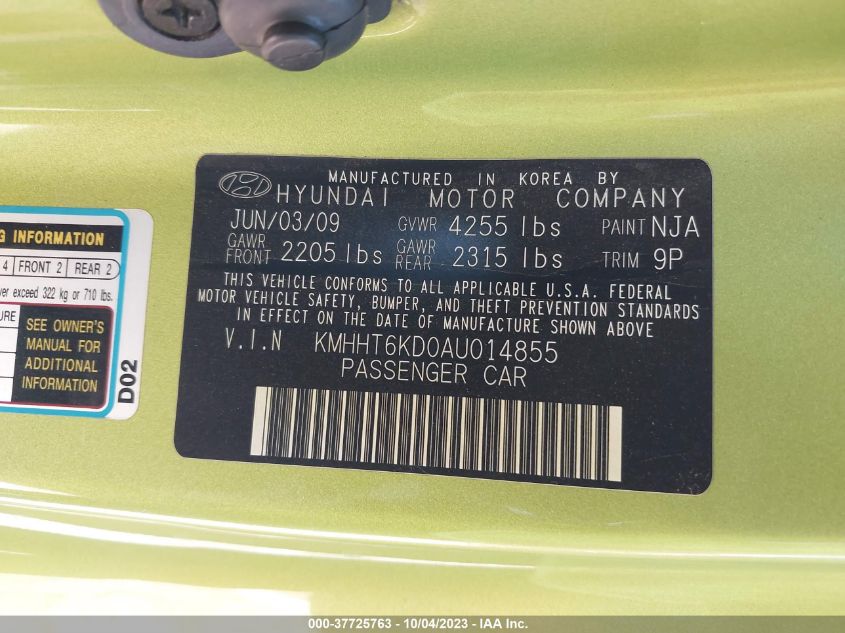 MANUFACTURED IN KOREA BY
HYUNDAI MOTOR COMPANY
JUN/03/09 GVWR 4255 lbs PAINT NJA
GAWR FRONT 2205 lbs GAWR REAR 2315 lbs TRIM 9P
THIS VEHICLE CONFORMS TO ALL APPLICABLE U.S.A. FEDERAL
MOTOR VEHICLE SAFETY, BUMPER, AND THEFT PREVENTION STANDARDS
IN EFFECT ON THE DATE OF MANUFACTURE SHOWN ABOVE
V.I.N KMHHT6KD0AU014855
PASSENGER CAR
INFORMATION
4 FRONT 2 REAR 2
exceed 322 kg or 710 lbs.
SEE OWNER'S
MANUAL FOR
ADDITIONAL
INFORMATION
D02
000-37725763 - 10/04/2023 - IAA Inc.